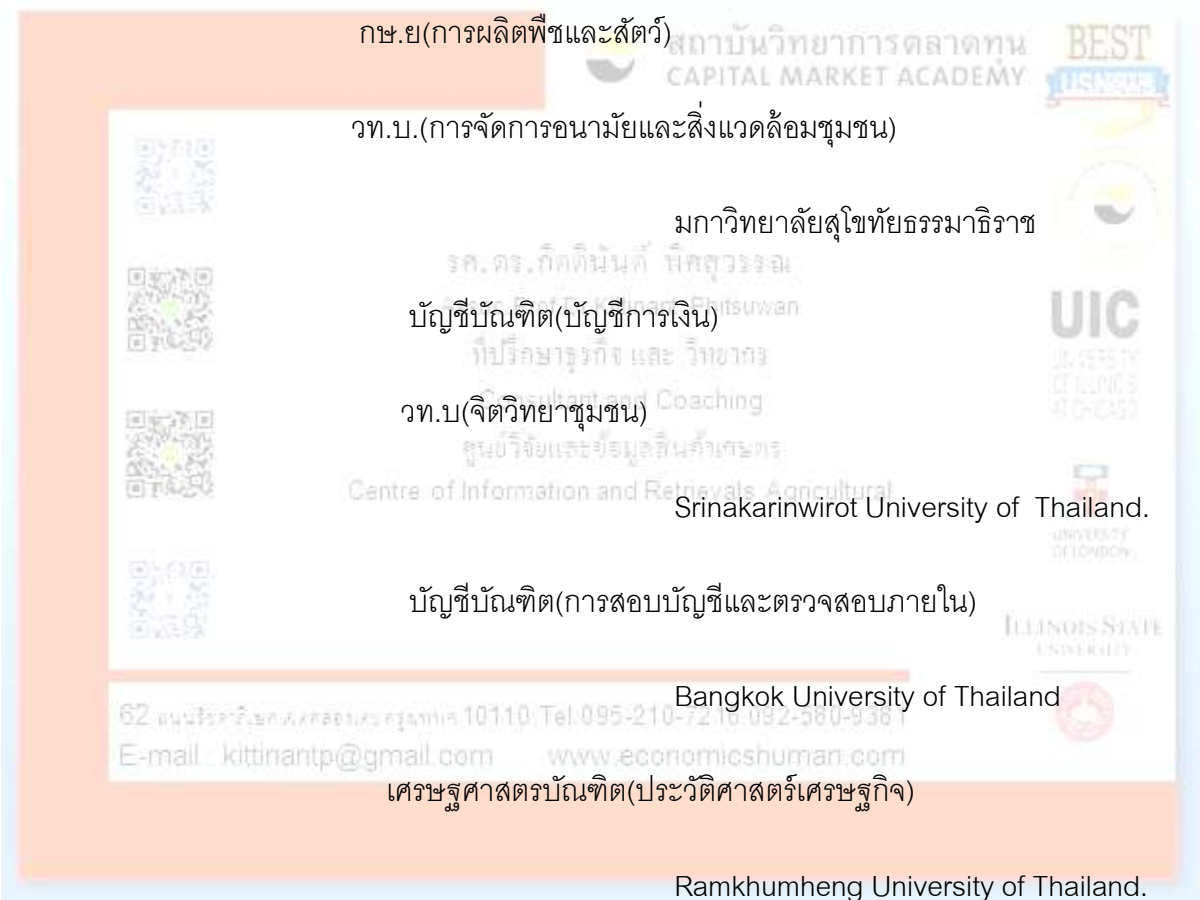 กษ.ย(การผลิตพืชและสัตว์)
สถาบันวิทยาการตลาดทุน
CAPITAL MARKET ACADEMY
BEST
USNews
วท.บ.(การจัดการอนามัยและสิ่งแวดล้อมชุมชน)
มกาวิทยาลัยสุโขทัยธรรมาธิราช
รศ.ดร.กิตตินันต์ พิศสุวรรณ
บัญชีบัณฑิต(บัญชีการเงิน)
UIC
ที่ปรึกษาธุรกิจ และ วิทยากร
วท.บ(จิตวิทยาชุมชน)
Coaching
ศูนย์วิจัยและข้อมูลสินค้าเกษตร
Centre of Information and Retrievals Agricultural
Srinakarinwirot University of Thailand.
UNIVERSITY
OF LONDON
บัญชีบัณฑิต(การสอบบัญชีและตรวจสอบภายใน)
ILLINOIS STATE
UNIVERSITY
Bangkok University of Thailand
62 10110 Tel.095-210-7216
E-mail kittinantp@gmail.com www.economicshuman.com
เศรษฐศาสตรบัณฑิต(ประวัติศาสตร์เศรษฐกิจ)
Ramkhumheng University of Thailand.